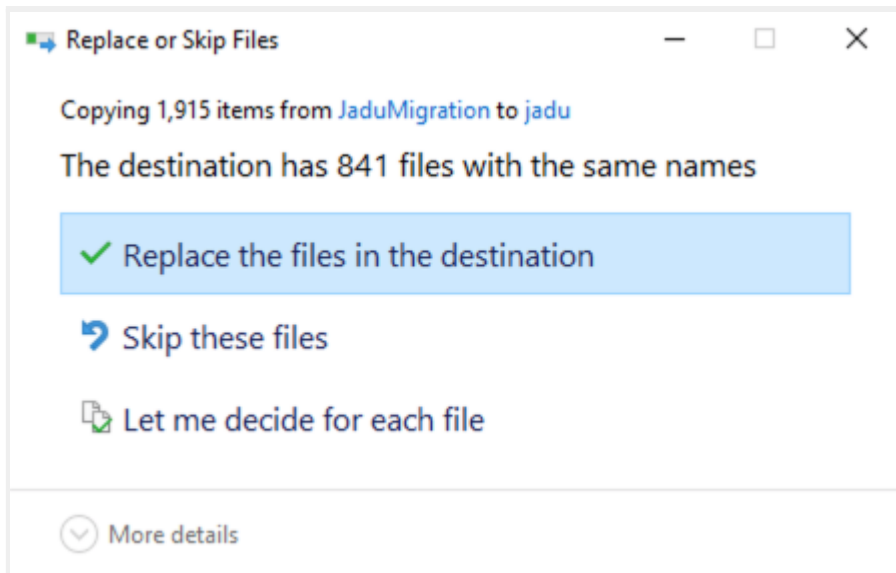 Replace or Skip Files
Copying 1,915 items from JaduMigration to jadu
The destination has 841 files with the same names
Replace the files in the destination
Skip these files
Let me decide for each file
More details